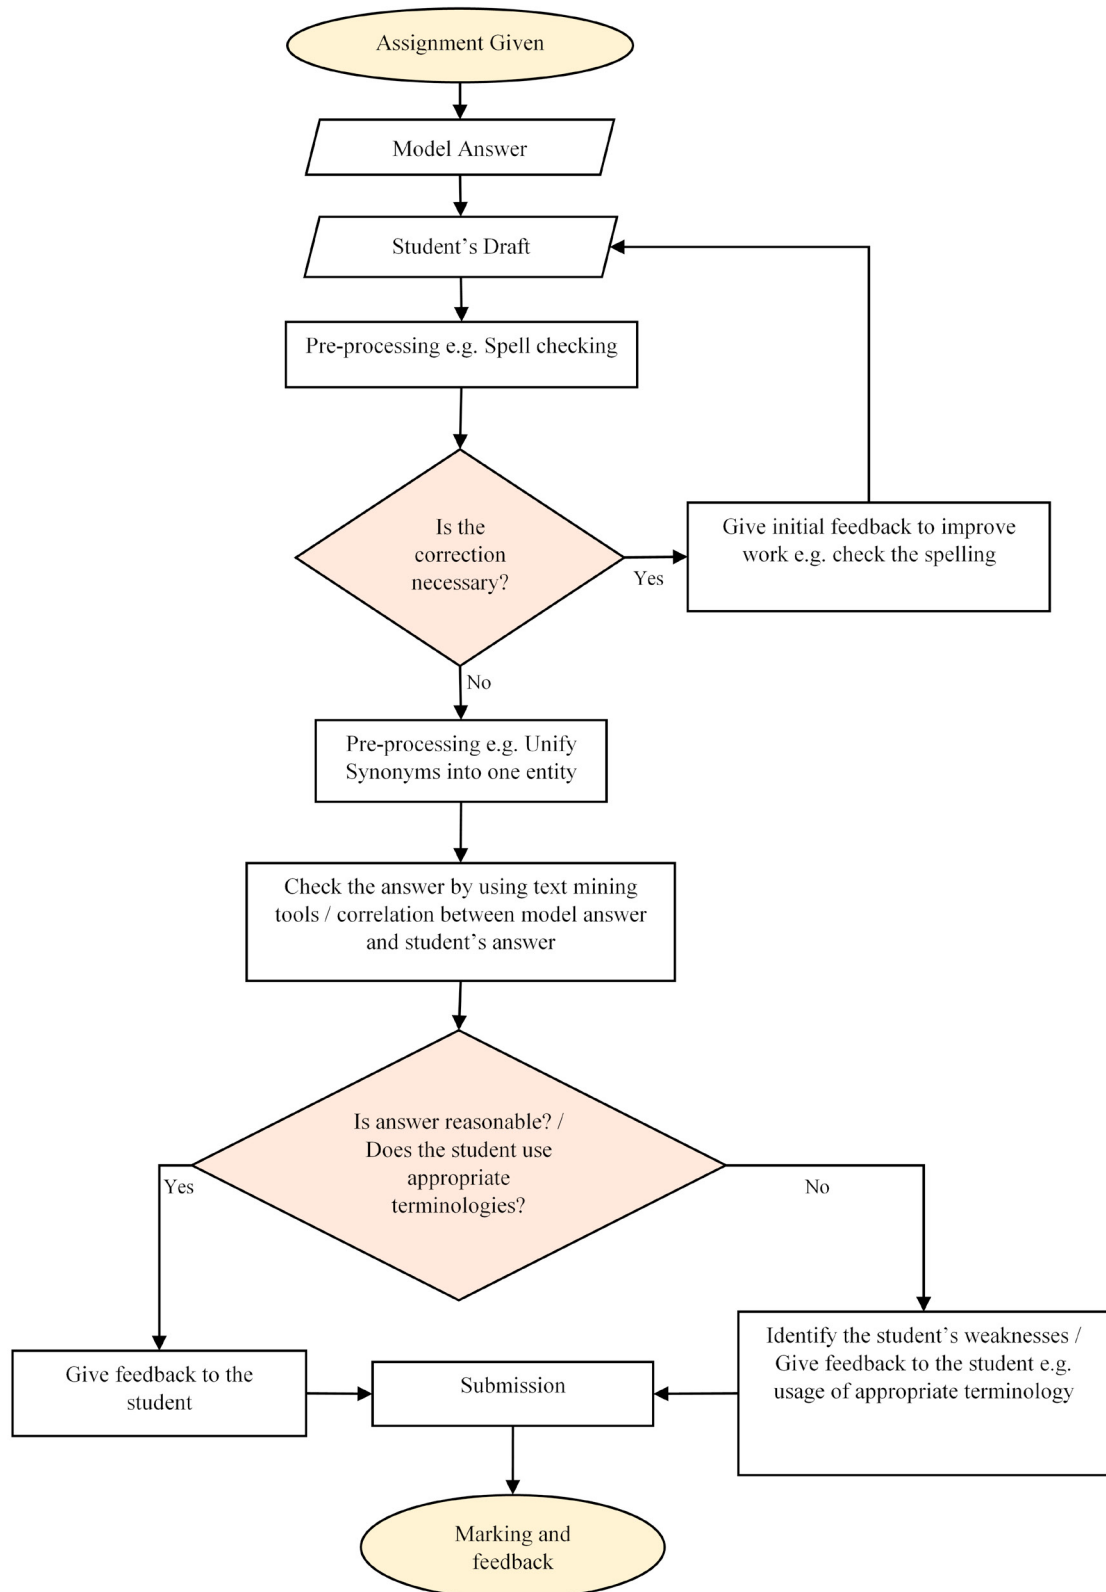 Assignment Given
Model Answer
Student’s Draft
Pre-processing e.g. Spell checking
Is the
correction
necessary?
Yes
Give initial feedback to improve
work e.g. check the spelling
No
Pre-processing e.g. Unify
Synonyms into one entity
Check the answer by using text mining
tools / correlation between model answer
and student’s answer
Is answer reasonable? /
Does the student use
appropriate
terminologies?
Yes
No
Give feedback to the
student
Submission
Identify the student’s weaknesses /
Give feedback to the student e.g.
usage of appropriate terminology
Marking and
feedback